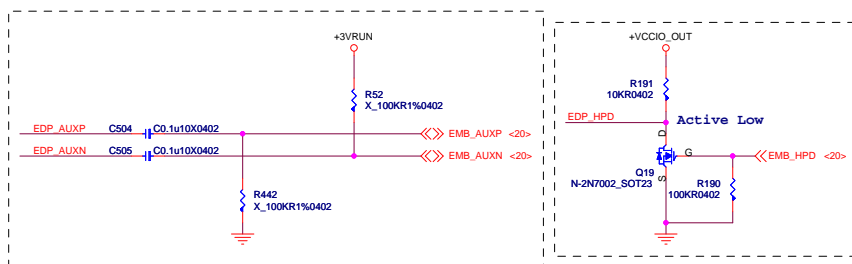 +3VRUN
R52
X_100KR1%0402
EDP_AUXP
C504
C0.1u10X0402
EMB_AUXP <20>
EDP_AUXN
C505
C0.1u10X0402
EMB_AUXN <20>
R442
X_100KR1%0402
+VCCIO_OUT
R191
10KR0402
EDP_HPD
Active Low
D
G
S
EMB_HPD <20>
Q19
N-2N7002_SOT23
R190
100KR0402